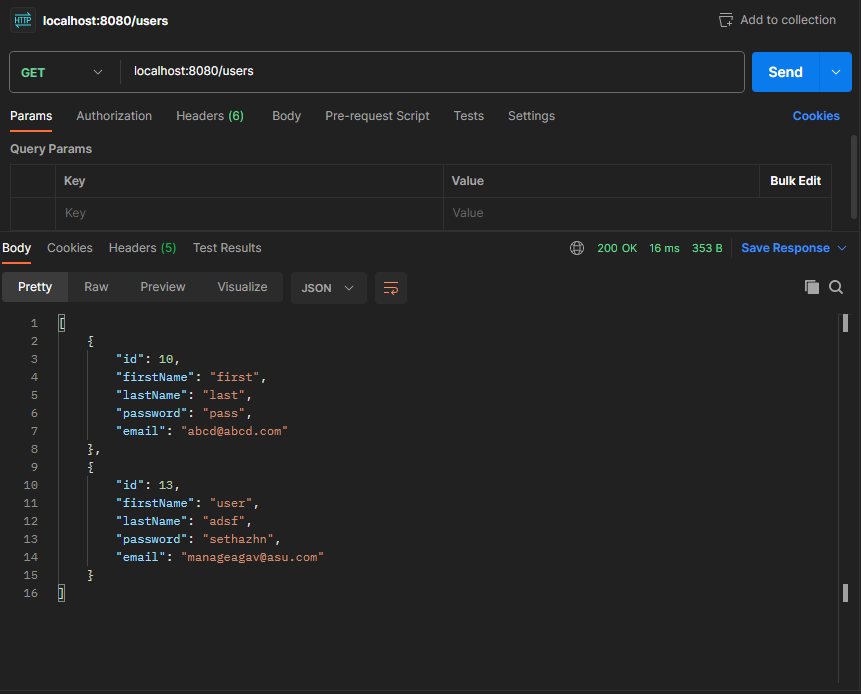 HTTP localhost:8080/users Add to collection
GET localhost:8080/users Send
Params Authorization Headers (6) Body Pre-request Script Tests Settings Cookies
Query Params
Key Value Bulk Edit
Key Value
Body Cookies Headers (5) Test Results 200 OK 16 ms 353 B Save Response
Pretty Raw Preview Visualize JSON
1 [
2 {
3 "id": 10,
4 "firstName": "first",
5 "lastName": "last",
6 "password": "pass",
7 "email": "abcd@abcd.com"
8 },
9 {
10 "id": 13,
11 "firstName": "user",
12 "lastName": "adsf",
13 "password": "sethazhn",
14 "email": "manageagav@asu.com"
15 }
16 ]